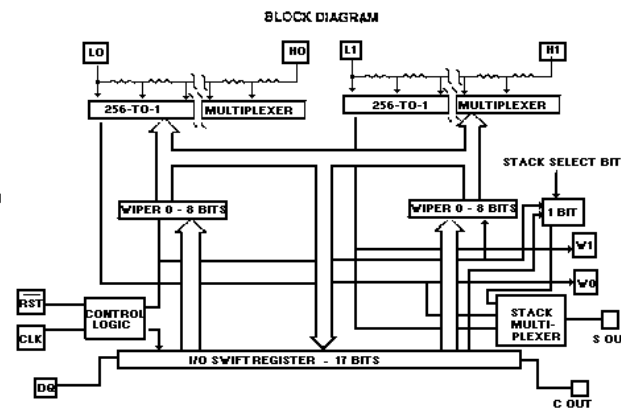 BLOCK DIAGRAM
L0
H0
L1
H1
256-TO-1
MULTIPLEXER
256-TO-1
MULTIPLEXER
STACK SELECT BIT
WIPER 0 - 8 BITS
WIPER 0 - 8 BITS
1 BIT
W1
W0
RST
CONTROL
LOGIC
STACK
MULTI-
PLEXER
CLK
S OU
I/O SWIFT REGISTER - 17 BITS
DQ
C OUT